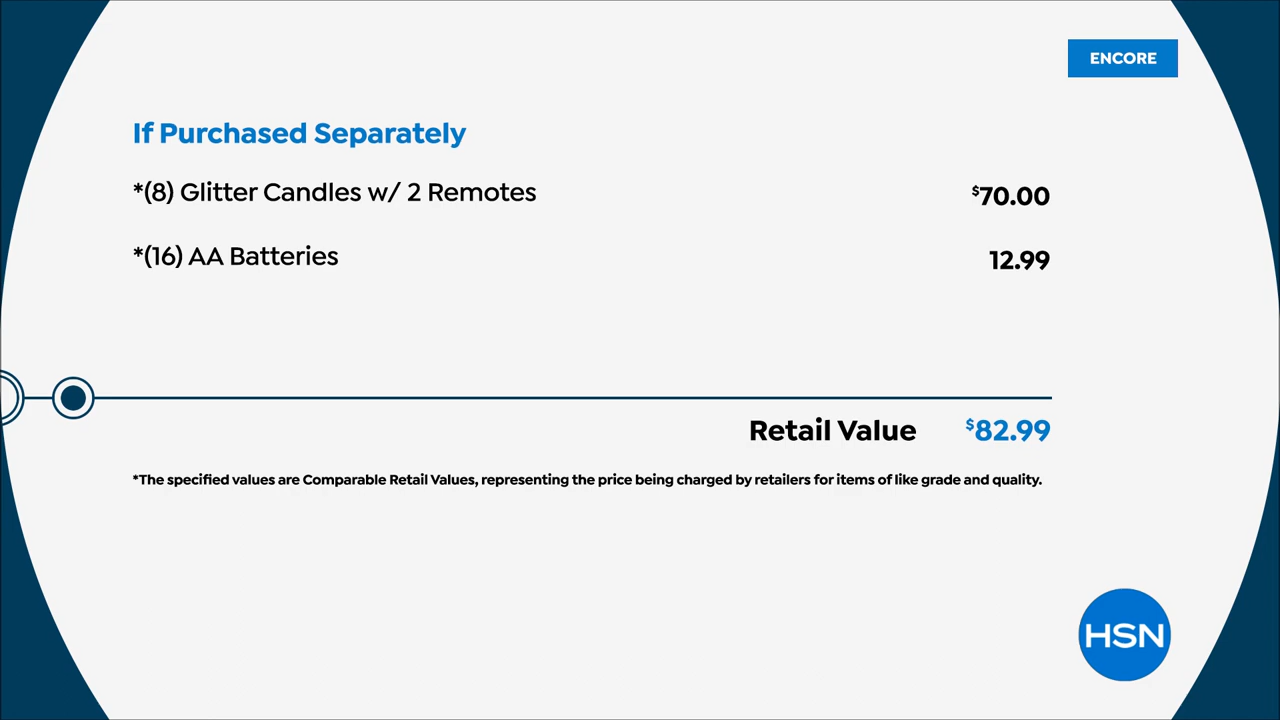 ENCORE
If Purchased Separately
*(8) Glitter Candles w/ 2 Remotes $70.00
*(16) AA Batteries 12.99
Retail Value $82.99
*The specified values are Comparable Retail Values, representing the price being charged by retailers for items of like grade and quality.
HSN